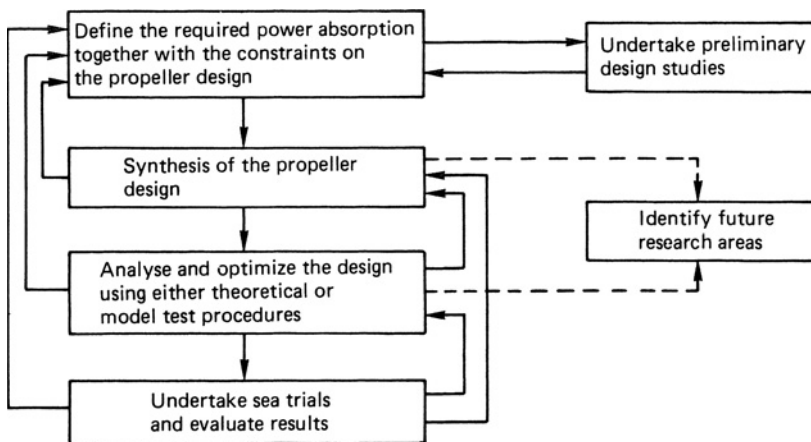 Define the required power absorption
together with the constraints on
the propeller design
Undertake preliminary
design studies
Synthesis of the propeller
design
Identify future
research areas
Analyse and optimize the design
using either theoretical or
model test procedures
Undertake sea trials
and evaluate results